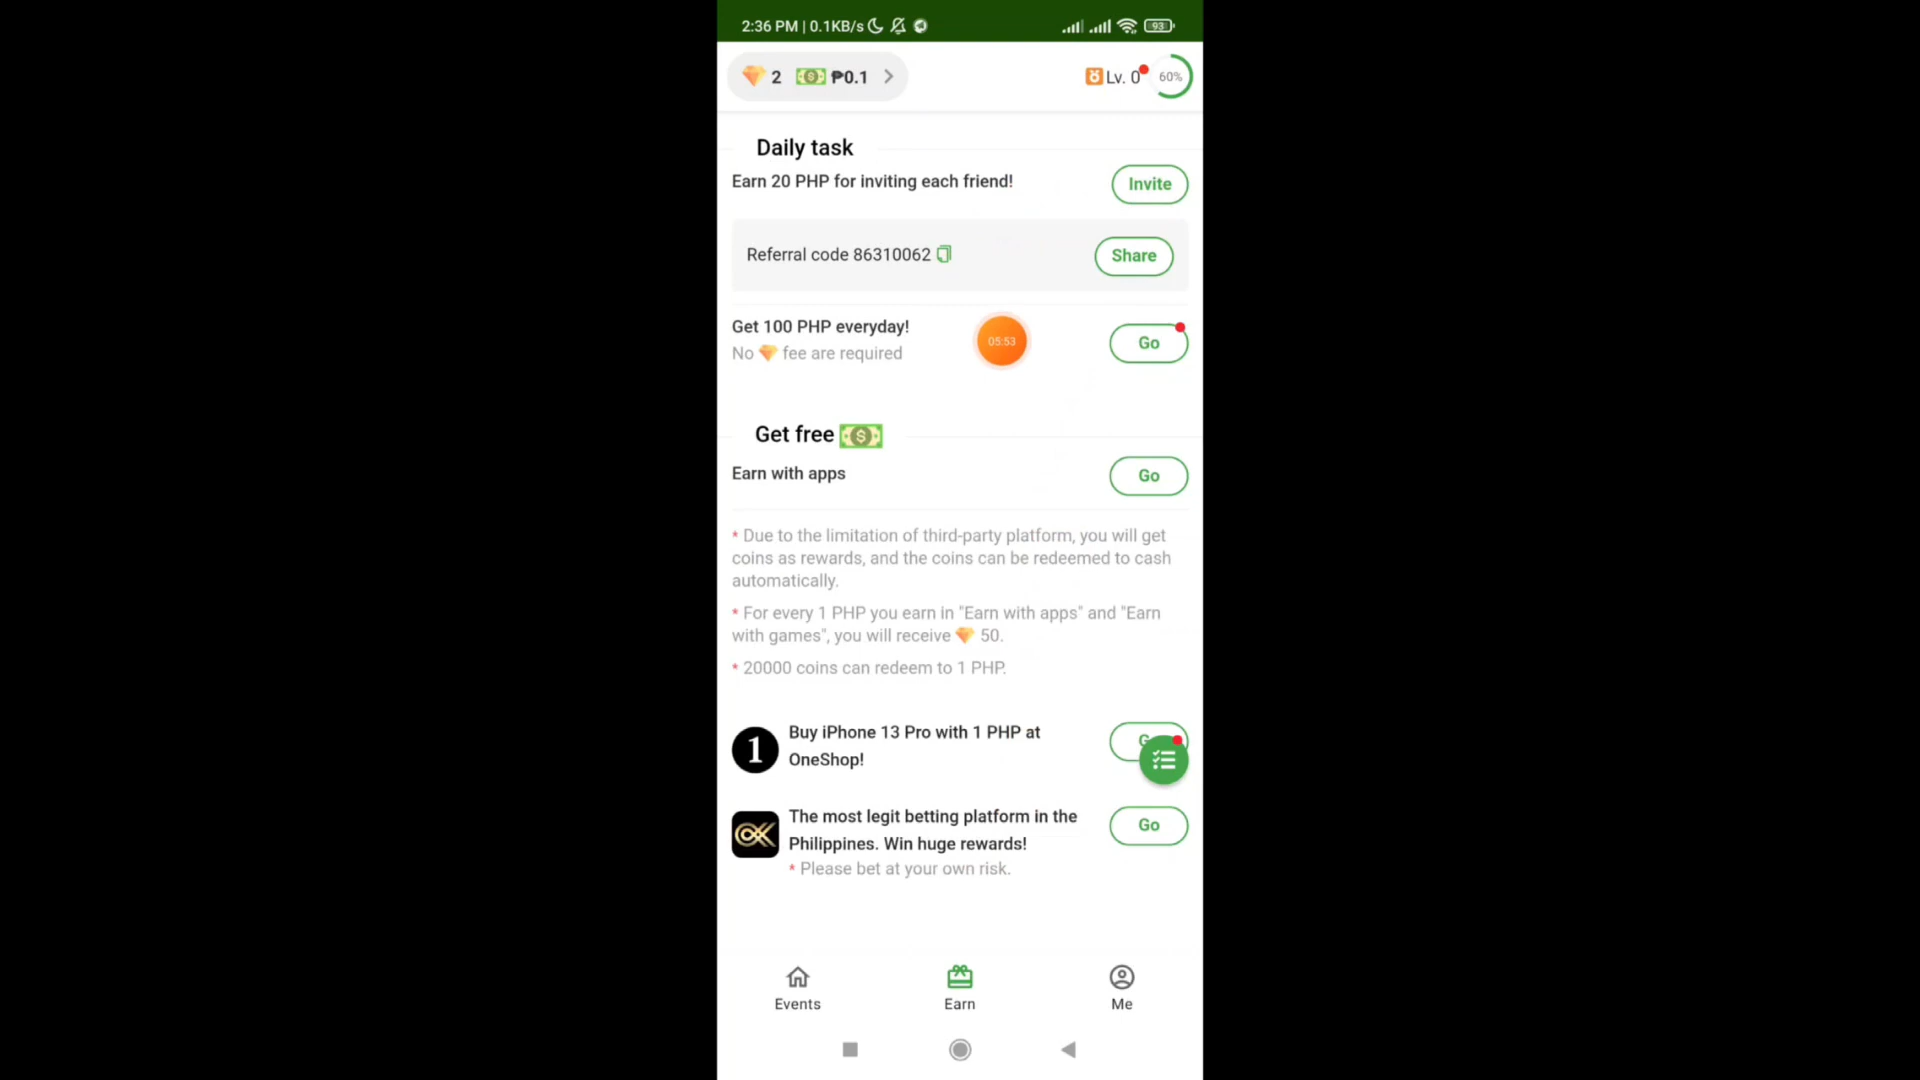 2:36 PM | 0.1KB/s
93
2 ₱0.1
Lv. 0
60%
Daily task
Earn 20 PHP for inviting each friend!
Invite
Referral code 86310062
Share
Get 100 PHP everyday!
05:53
Go
No fee are required
Get free
Earn with apps
Go
* Due to the limitation of third-party platform, you will get
coins as rewards, and the coins can be redeemed to cash
automatically.
* For every 1 PHP you earn in "Earn with apps" and "Earn
with games", you will receive 50.
* 20000 coins can redeem to 1 PHP.
1
Buy iPhone 13 Pro with 1 PHP at
OneShop!
The most legit betting platform in the
Philippines. Win huge rewards!
Go
* Please bet at your own risk.
Events
Earn
Me